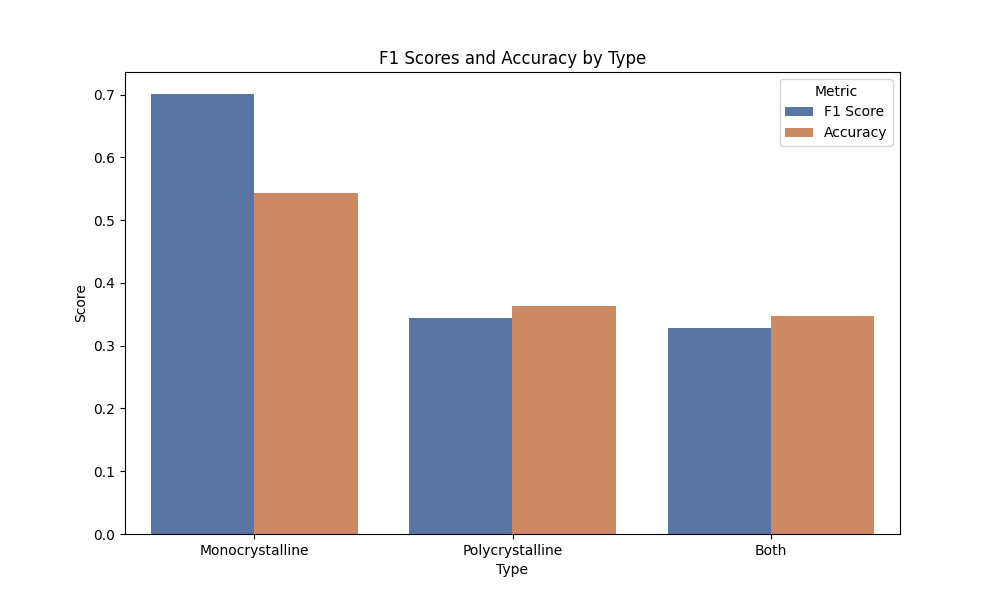 F1 Scores and Accuracy by Type
Metric
F1 Score
Accuracy
Score
0.7
0.6
0.5
0.4
0.3
0.2
0.1
0.0
Monocrystalline
Polycrystalline
Both
Type